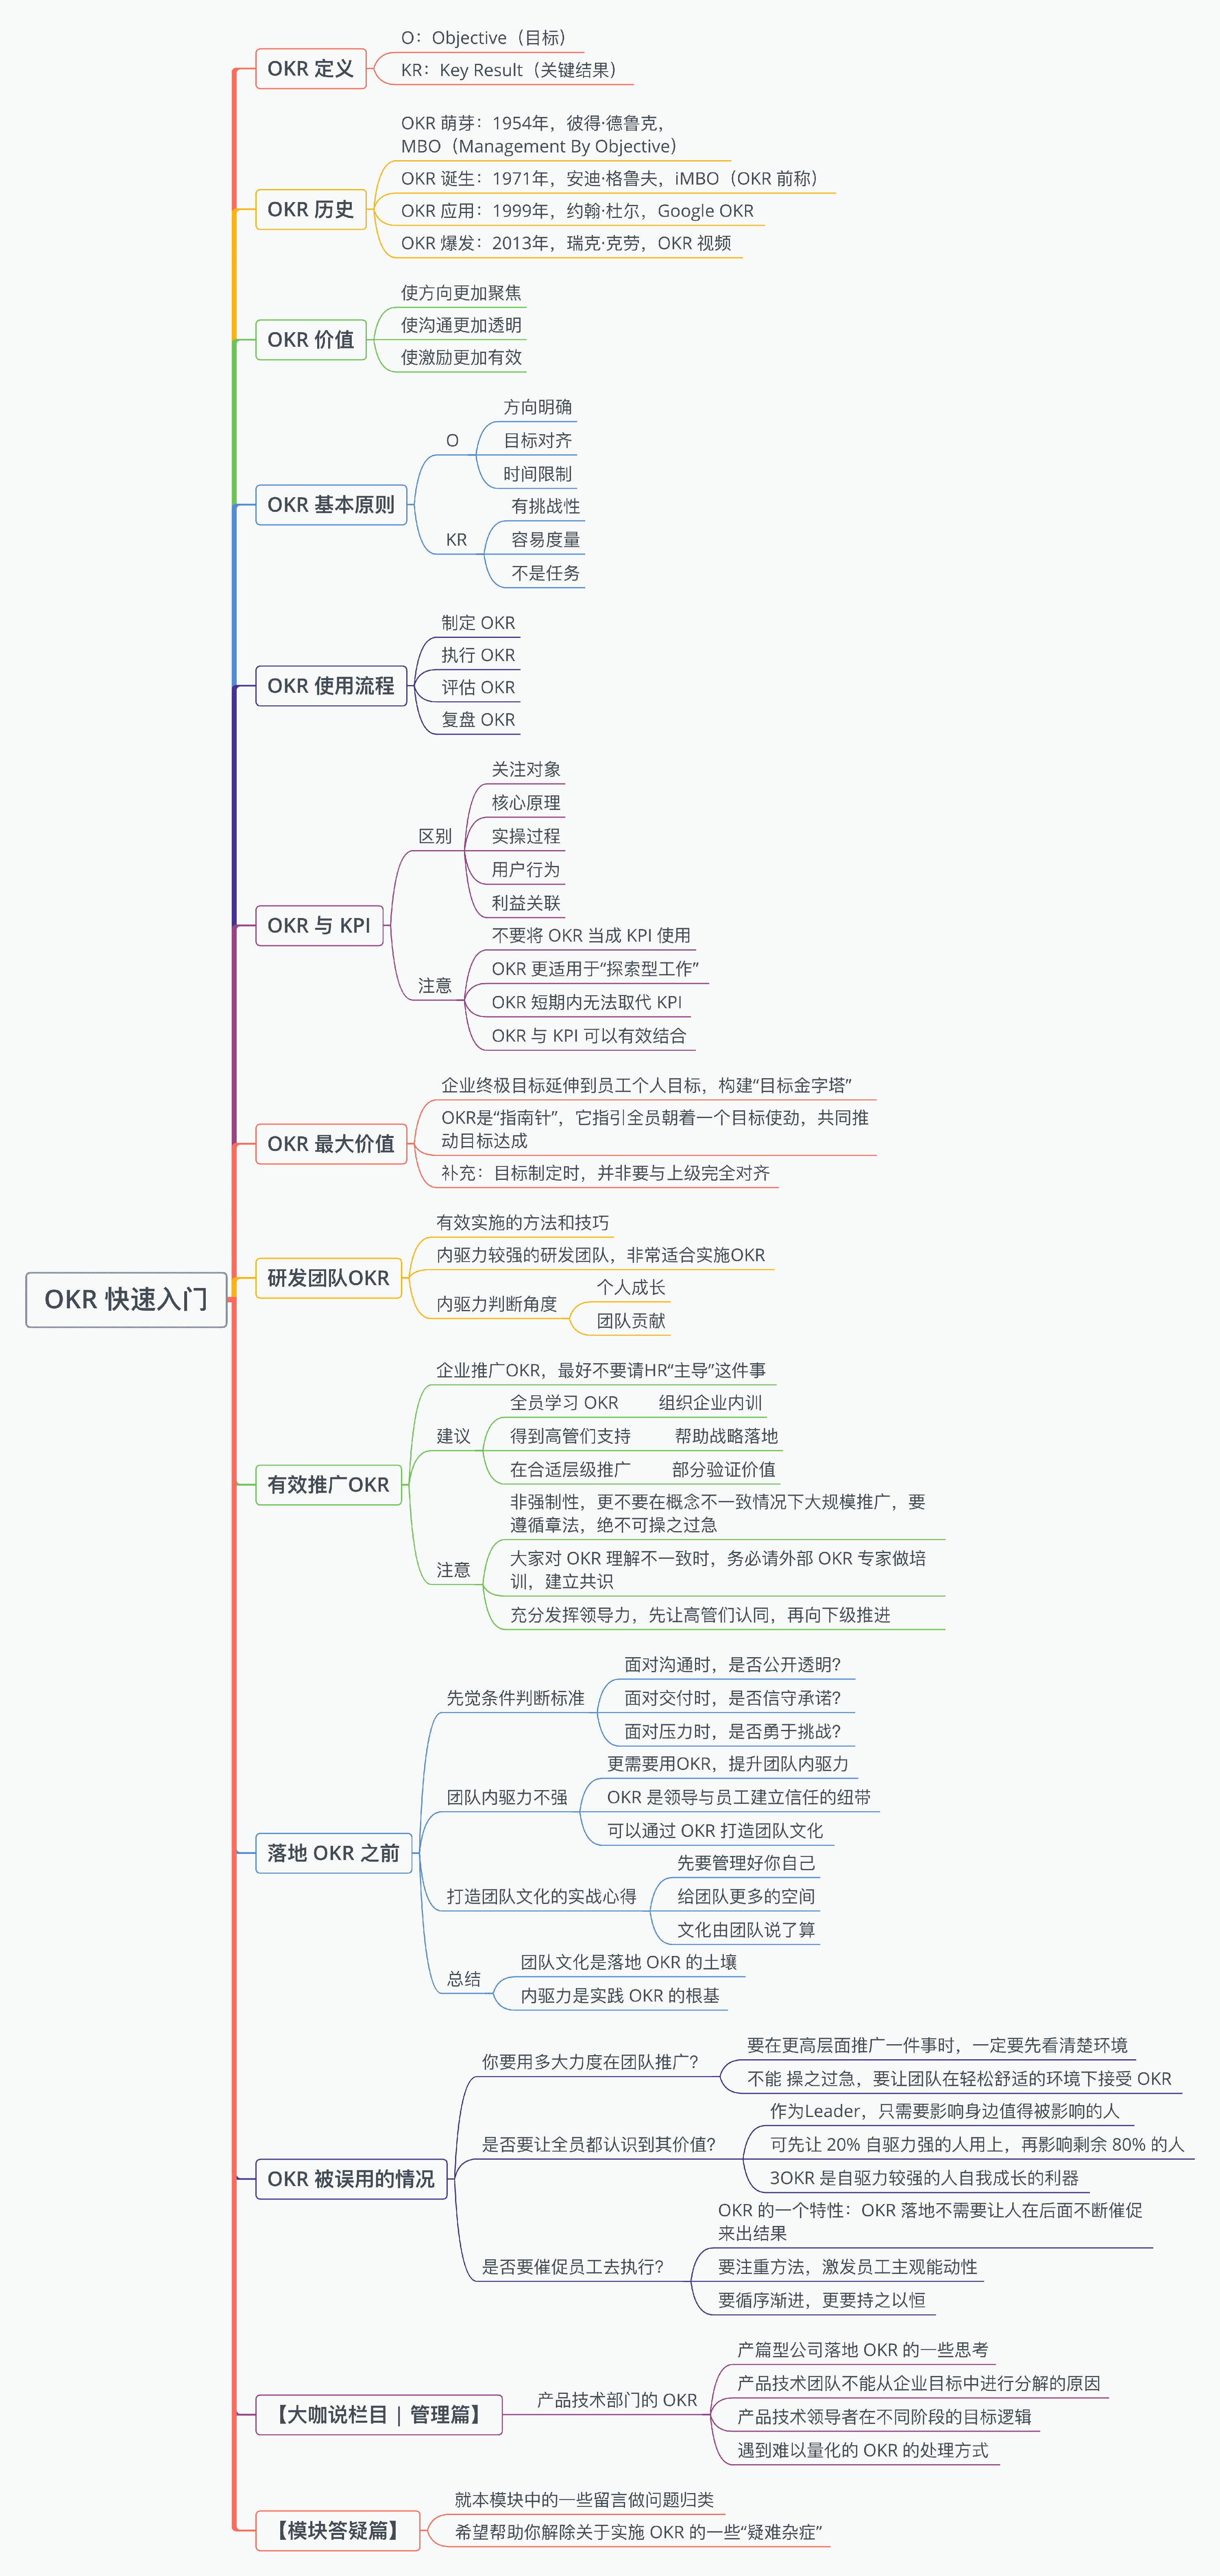 OKR 快速入门
OKR 定义
O：Objective（目标）
KR：Key Result（关键结果）
OKR 历史
OKR 萌芽：1954年，彼得·德鲁克，
MBO（Management By Objective）
OKR 诞生：1971年，安迪·格鲁夫，iMBO（OKR 前称）
OKR 应用：1999年，约翰·杜尔，Google OKR
OKR 爆发：2013年，瑞克·克劳，OKR 视频
OKR 价值
使方向更加聚焦
使沟通更加透明
使激励更加有效
OKR 基本原则
O
方向明确
目标对齐
时间限制
KR
有挑战性
容易度量
不是任务
OKR 使用流程
制定 OKR
执行 OKR
评估 OKR
复盘 OKR
OKR 与 KPI
区别
关注对象
核心原理
实操过程
用户行为
利益关联
注意
不要将 OKR 当成 KPI 使用
OKR 更适用于“探索型工作”
OKR 短期内无法取代 KPI
OKR 与 KPI 可以有效结合
OKR 最大价值
企业终极目标延伸到员工个人目标，构建“目标金字塔”
OKR是“指南针”，它指引全员朝着一个目标使劲，共同推
动目标达成
补充：目标制定时，并非要与上级完全对齐
研发团队OKR
有效实施的方法和技巧
内驱力较强的研发团队，非常适合实施OKR
内驱力判断角度
个人成长
团队贡献
有效推广OKR
企业推广OKR，最好不要请HR“主导”这件事
建议
全员学习 OKR 组织企业内训
得到高管们支持 帮助战略落地
在合适层级推广 部分验证价值
注意
非强制性，更不要在概念不一致情况下大规模推广，要
遵循章法，绝不可操之过急
大家对 OKR 理解不一致时，务必请外部 OKR 专家做培
训，建立共识
充分发挥领导力，先让高管们认同，再向下级推进
落地 OKR 之前
先觉条件判断标准
面对沟通时，是否公开透明？
面对交付时，是否信守承诺？
面对压力时，是否勇于挑战？
团队内驱力不强
更需要用OKR，提升团队内驱力
OKR 是领导与员工建立信任的纽带
可以通过 OKR 打造团队文化
打造团队文化的实战心得
先要管理好你自己
给团队更多的空间
文化由团队说了算
总结
团队文化是落地 OKR 的土壤
内驱力是实践 OKR 的根基
OKR 被误用的情况
你要用多大力度在团队推广？
要在更高层面推广一件事时，一定要先看清楚环境
不能 操之过急，要让团队在轻松舒适的环境下接受 OKR
是否要让全员都认识到其价值？
作为Leader，只需要影响身边值得被影响的人
可先让 20% 自驱力强的人用上，再影响剩余 80% 的人
3OKR 是自驱力较强的人自我成长的利器
是否要催促员工去执行？
OKR 的一个特性：OKR 落地不需要让人在后面不断催促
来出结果
要注重方法，激发员工主观能动性
要循序渐进，更要持之以恒
【大咖说栏目 | 管理篇】
产品技术部门的 OKR
产篇型公司落地 OKR 的一些思考
产品技术团队不能从企业目标中进行分解的原因
产品技术领导者在不同阶段的目标逻辑
遇到难以量化的 OKR 的处理方式
【模块答疑篇】
就本模块中的一些留言做问题归类
希望帮助你解除关于实施 OKR 的一些“疑难杂症”